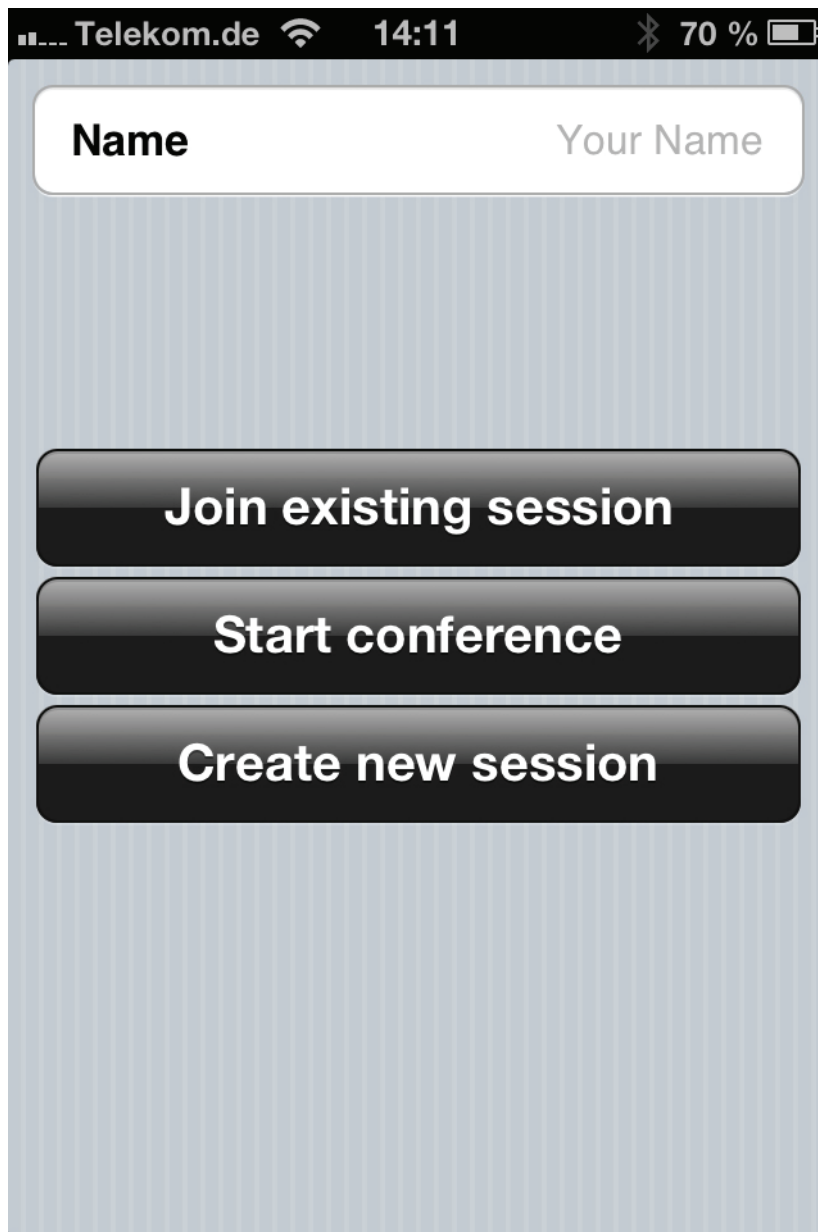 Telekom.de 14:11 70 %
Name Your Name
Join existing session
Start conference
Create new session